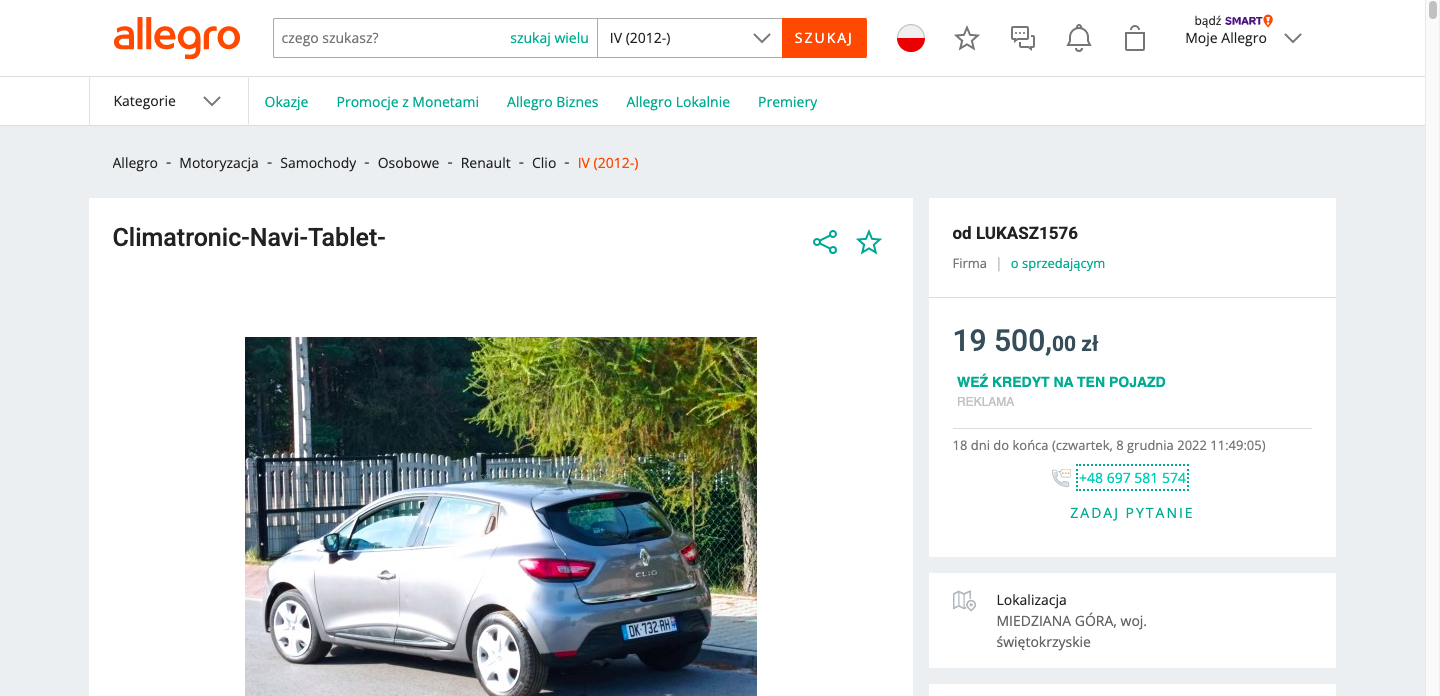 allegro
czego szukasz?
szukaj wielu
IV (2012-)
SZUKAJ
bądź SMART!
Moje Allegro
Kategorie
Okazje
Promocje z Monetami
Allegro Biznes
Allegro Lokalnie
Premiery
Allegro - Motoryzacja - Samochody - Osobowe - Renault - Clio - IV (2012-)
Climatronic-Navi-Tablet-
CLIO
DK-732 RH
od LUKASZ1576
Firma | o sprzedającym
19 500,00 zł
WEŹ KREDYT NA TEN POJAZD
REKLAMA
18 dni do końca (czwartek, 8 grudnia 2022 11:49:05)
+48 697 581 574
ZADAJ PYTANIE
Lokalizacja
MIEDZIANA GÓRA, woj.
świętokrzyskie